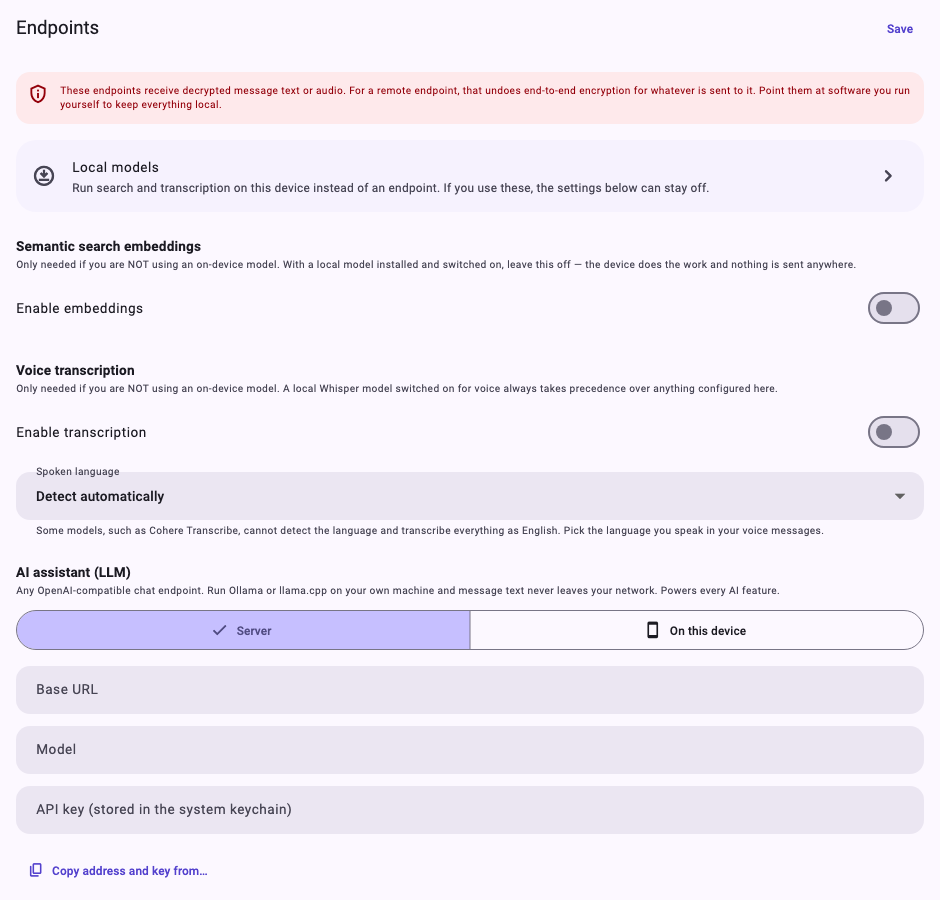 Endpoints
Save
These endpoints receive decrypted message text or audio. For a remote endpoint, that undoes end-to-end encryption for whatever is sent to it. Point them at software you run
yourself to keep everything local.
Local models
Run search and transcription on this device instead of an endpoint. If you use these, the settings below can stay off.
Semantic search embeddings
Only needed if you are NOT using an on-device model. With a local model installed and switched on, leave this off — the device does the work and nothing is sent anywhere.
Enable embeddings
Voice transcription
Only needed if you are NOT using an on-device model. A local Whisper model switched on for voice always takes precedence over anything configured here.
Enable transcription
Spoken language
Detect automatically
Some models, such as Cohere Transcribe, cannot detect the language and transcribe everything as English. Pick the language you speak in your voice messages.
AI assistant (LLM)
Any OpenAI-compatible chat endpoint. Run Ollama or llama.cpp on your own machine and message text never leaves your network. Powers every AI feature.
Server
On this device
Base URL
Model
API key (stored in the system keychain)
Copy address and key from...